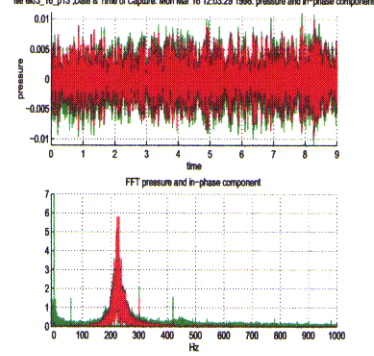 file ek03_16_p13 ,Date & Time of Capture: Mon Mar 16 12:03:29 1998. pressure and in-phase component
0.01
0.005
0
-0.005
-0.01
pressure
0 1 2 3 4 5 6 7 8 9
time
FFT pressure and in-phase component
7
6
5
4
3
2
1
0
0 100 200 300 400 500 600 700 800 900 1000
Hz